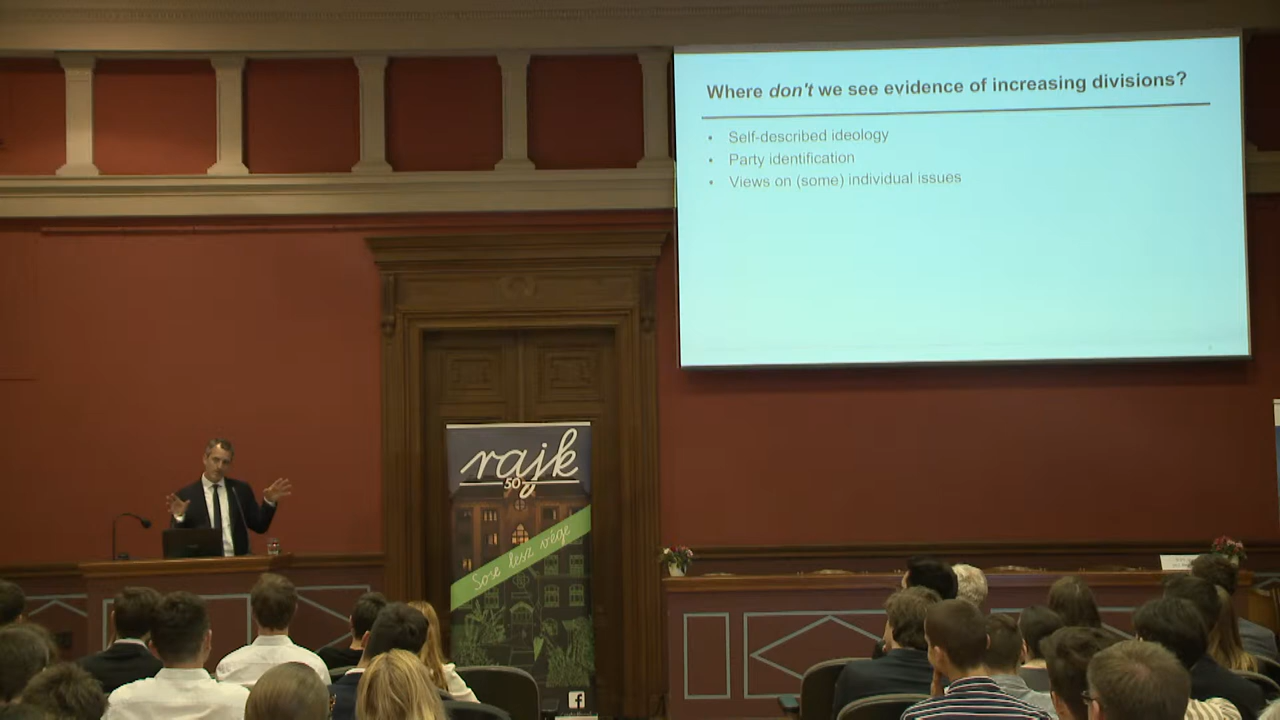 Where don't we see evidence of increasing divisions?
• Self-described ideology
• Party identification
• Views on (some) individual issues
rajk
50
Sose lesz vége
f